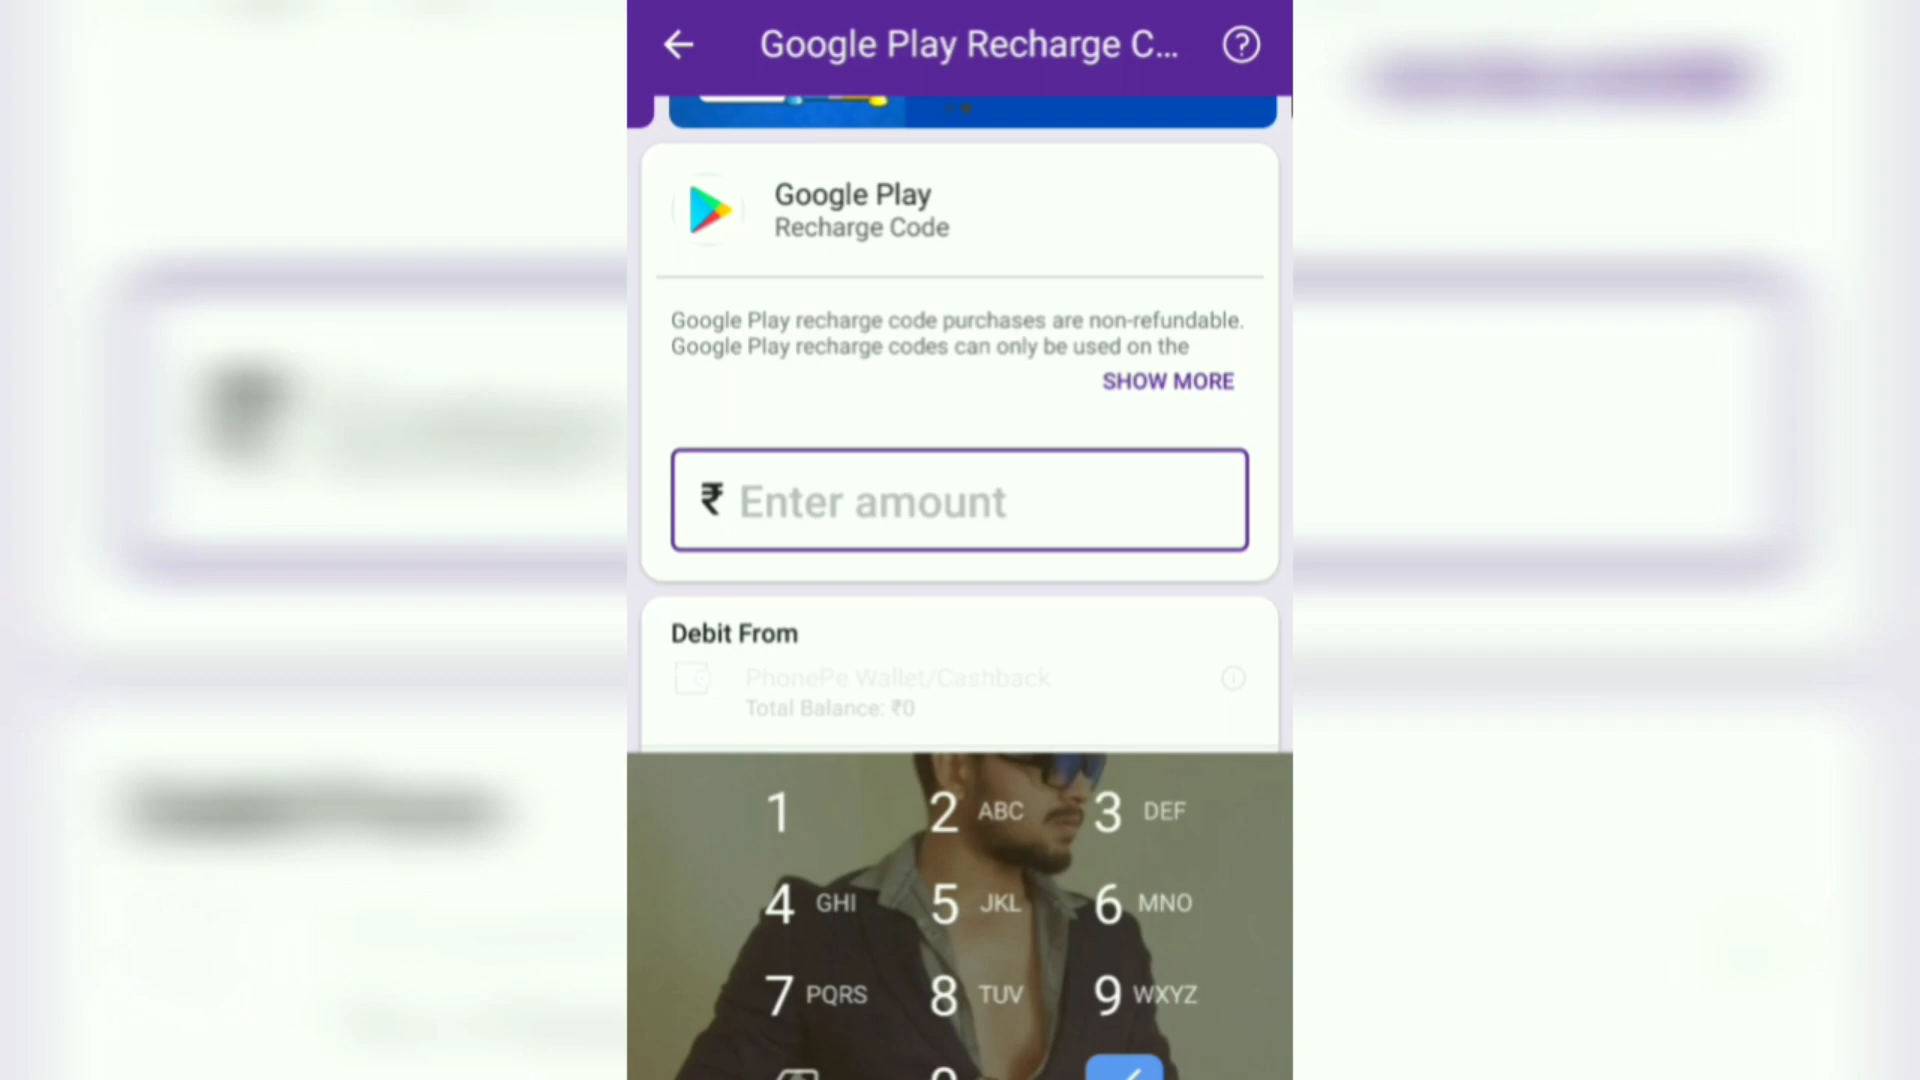 Google Play Recharge C...
Google Play
Recharge Code
Google Play recharge code purchases are non-refundable.
Google Play recharge codes can only be used on the
SHOW MORE
₹ Enter amount
Debit From
PhonePe Wallet/Cashback
Total Balance: ₹0
1 2 ABC 3 DEF
4 GHI 5 JKL 6 MNO
7 PQRS 8 TUV 9 WXYZ